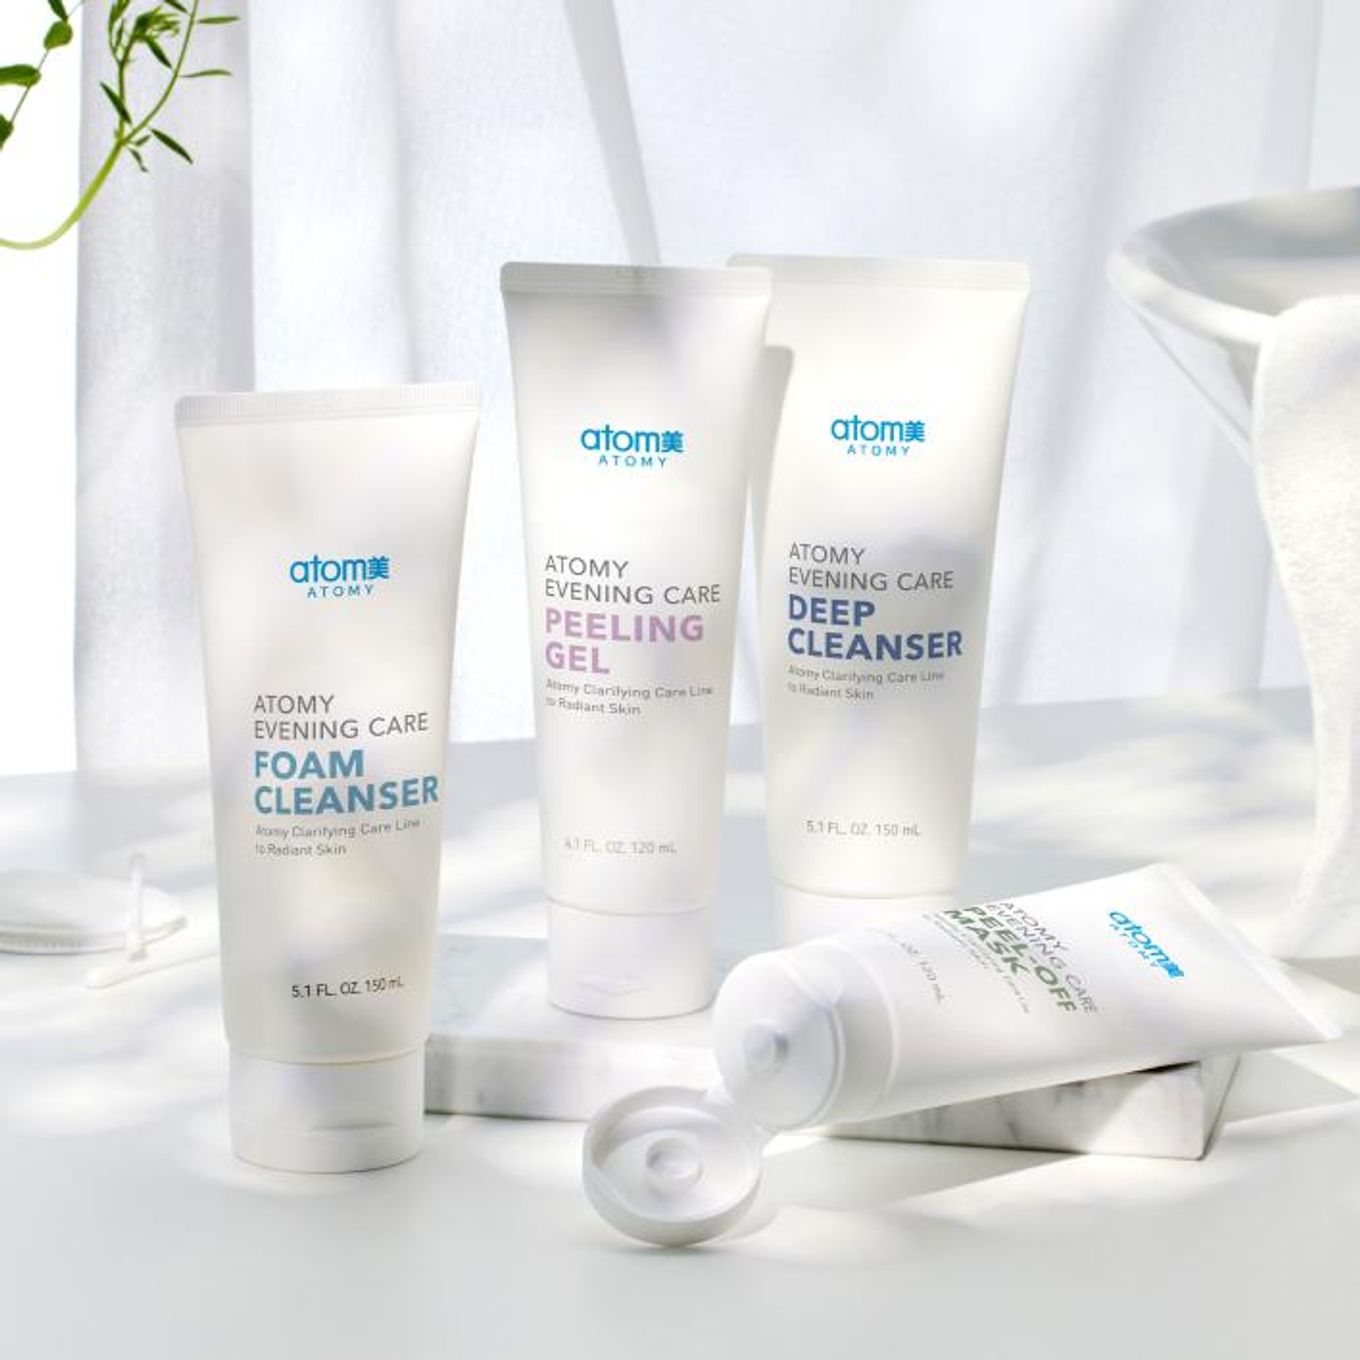 atom美
ATOMY
ATOMY
EVENING CARE
FOAM
CLEANSER
Atomy Clarifying Care Line
to Radiant Skin
5.1 FL. OZ. 150 mL
atom美
ATOMY
ATOMY
EVENING CARE
PEELING
GEL
Atomy Clarifying Care Line
to Radiant Skin
4.1 FL. OZ. 120 mL
atom美
ATOMY
ATOMY
EVENING CARE
DEEP
CLEANSER
Atomy Clarifying Care Line
to Radiant Skin
5.1 FL. OZ. 150 mL
atom美
ATOMY
ATOMY
EVENING CARE
PEEL-OFF
MASK
OZ. 120 mL